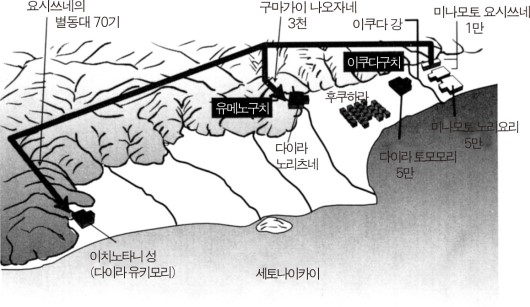 요시쓰네의
별동대 70기
구마가이 나오자네
3천
이쿠다 강
미나모토 요시쓰네
1만
이쿠다구치
유메노구치
후쿠하라
다이라
노리츠네
미나모토 노리요리
5만
다이라 토모모리
5만
이치노타니 성
(다이라 유키모리)
세토나이카이